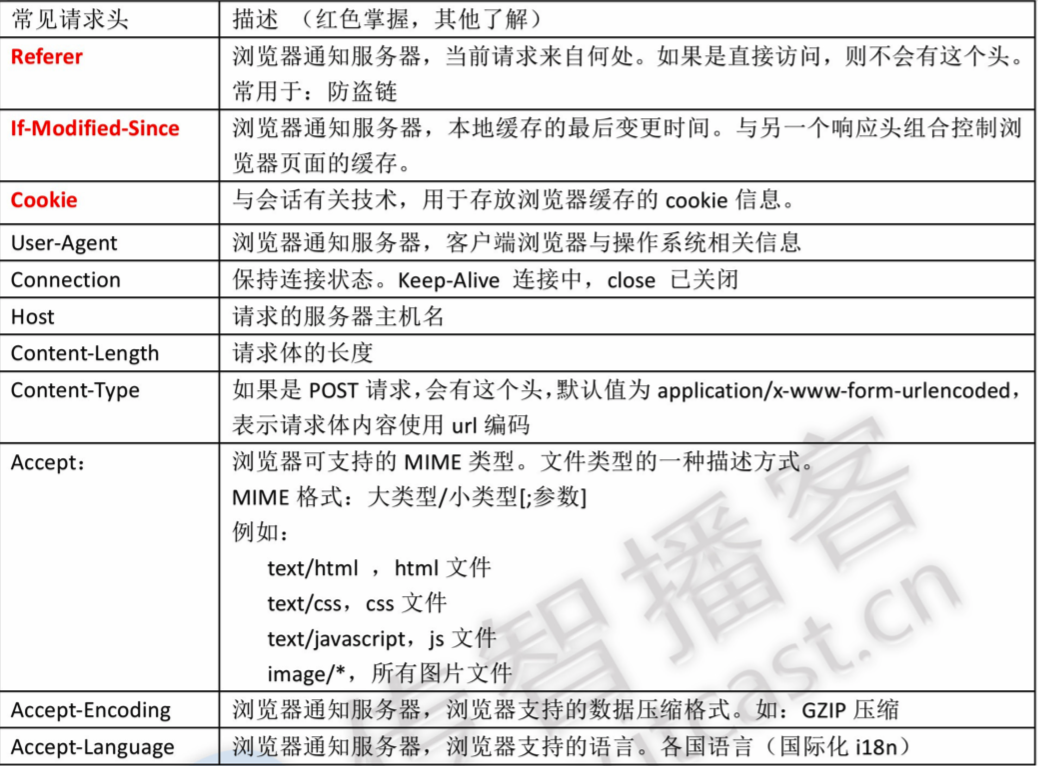 常见请求头 描述 （红色掌握，其他了解）
Referer 浏览器通知服务器，当前请求来自何处。如果是直接访问，则不会有这个头。
常用于：防盗链
If-Modified-Since 浏览器通知服务器，本地缓存的最后变更时间。与另一个响应头组合控制浏
览器页面的缓存。
Cookie 与会话有关技术，用于存放浏览器缓存的 cookie 信息。
User-Agent 浏览器通知服务器，客户端浏览器与操作系统相关信息
Connection 保持连接状态。Keep-Alive 连接中，close 已关闭
Host 请求的服务器主机名
Content-Length 请求体的长度
Content-Type 如果是 POST 请求，会有这个头，默认值为 application/x-www-form-urlencoded，
表示请求体内容使用 url 编码
Accept： 浏览器可支持的 MIME 类型。文件类型的一种描述方式。
MIME 格式：大类型/小类型[;参数]
例如：
text/html ，html 文件
text/css，css 文件
text/javascript，js 文件
image/*，所有图片文件
Accept-Encoding 浏览器通知服务器，浏览器支持的数据压缩格式。如：GZIP 压缩
Accept-Language 浏览器通知服务器，浏览器支持的语言。各国语言（国际化 i18n）
传智播客
itcast.cn